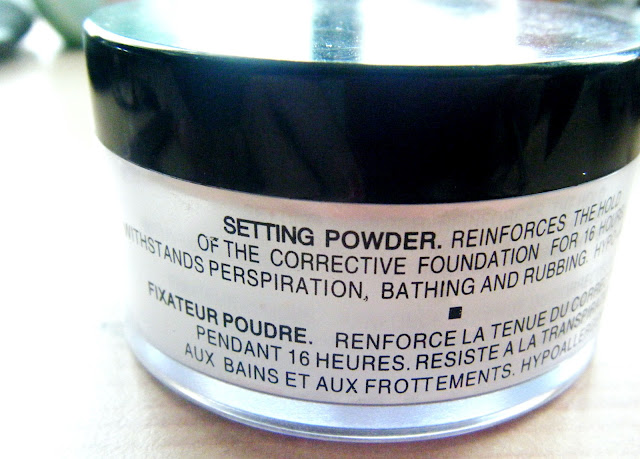 SETTING POWDER. REINFORCES THE HOLD
OF THE CORRECTIVE FOUNDATION FOR 16 HOURS
WITHSTANDS PERSPIRATION, BATHING AND RUBBING.
FIXATEUR POUDRE. RENFORCE LA TENUE DU
PENDANT 16 HEURES. RESISTE A LA
AUX BAINS ET AUX FROTTEMENTS.